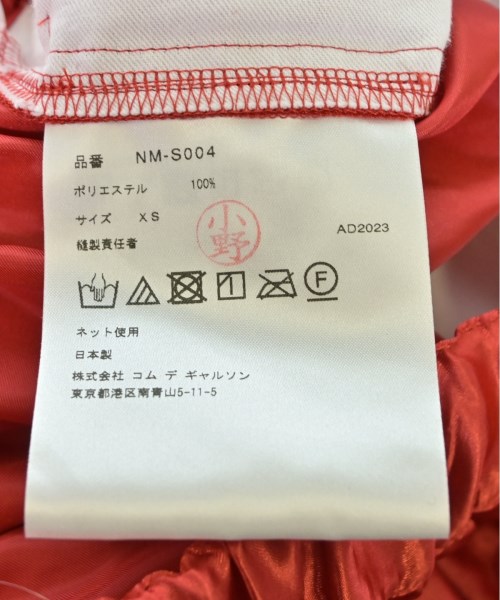 品番 NM-S004
ポリエステル 100%
サイズ XS
縫製責任者 小野 AD2023
F
ネット使用
日本製
株式会社 コム デ ギャルソン
東京都港区南青山5-11-5